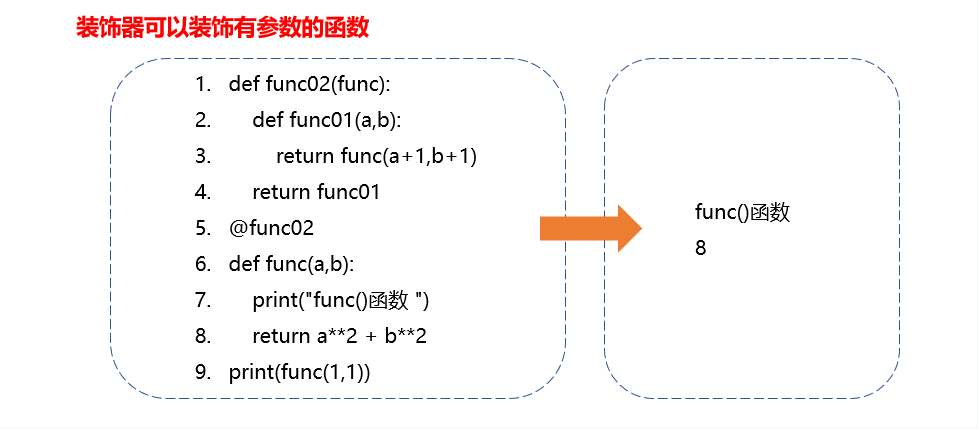 装饰器可以装饰有参数的函数
1. def func02(func):
2. def func01(a,b):
3. return func(a+1,b+1)
4. return func01
5. @func02
6. def func(a,b):
7. print("func()函数 ")
8. return a**2 + b**2
9. print(func(1,1))
func()函数
8